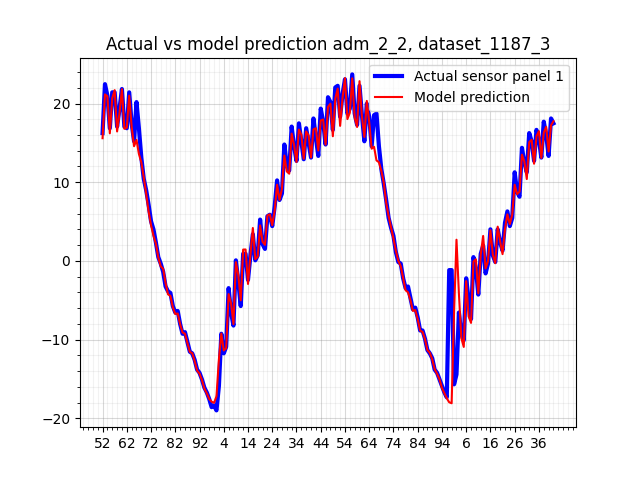 Actual vs model prediction adm_2_2, dataset_1187_3
Actual sensor panel 1
Model prediction
20
10
0
−10
−20
52 62 72 82 92 4 14 24 34 44 54 64 74 84 94 6 16 26 36